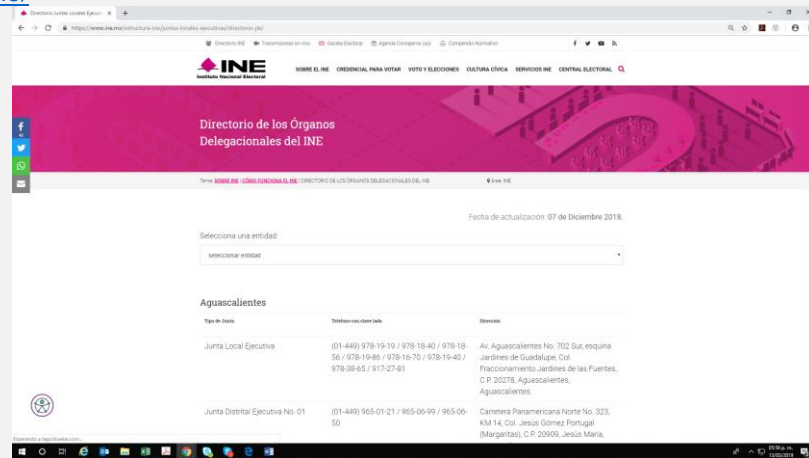 Directorio Juntas Locales Ejecuti
https://www.ine.mx/estructura-ine/juntas-locales-ejecutivas/directorio-jle/
Directorio INE Transmisiones en vivo Gaceta Electoral Agenda Consejeros (as) Compendio Normativo
INE
Instituto Nacional Electoral
SOBRE EL INE CREDENCIAL PARA VOTAR VOTO Y ELECCIONES CULTURA CÍVICA SERVICIOS INE CENTRAL ELECTORAL
Directorio de los Órganos
Delegacionales del INE
Tema: SOBRE INE | CÓMO FUNCIONA EL INE | DIRECTORIO DE LOS ÓRGANOS DELEGACIONALES DEL INE Área: INE
Fecha de actualización: 07 de Diciembre 2018.
Selecciona una entidad:
seleccionar entidad
Aguascalientes
Tipo de Junta Teléfono con clave lada Dirección
Junta Local Ejecutiva (01-449) 978-19-19 / 978-18-40 / 978-18- Av. Aguascalientes No. 702 Sur, esquina
56 / 978-19-86 / 978-16-70 / 978-19-40 / Jardines de Guadalupe, Col.
978-38-65 / 917-27-81 Fraccionamiento Jardines de las Fuentes,
C.P. 20278, Aguascalientes,
Aguascalientes.
Junta Distrital Ejecutiva No. 01 (01-449) 965-01-21 / 965-06-99 / 965-06- Carretera Panamericana Norte No. 323,
50 KM 14, Col. Jesús Gómez Portugal
(Margaritas), C.P. 20909, Jesús María,
05:56 p. m.
13/02/2019